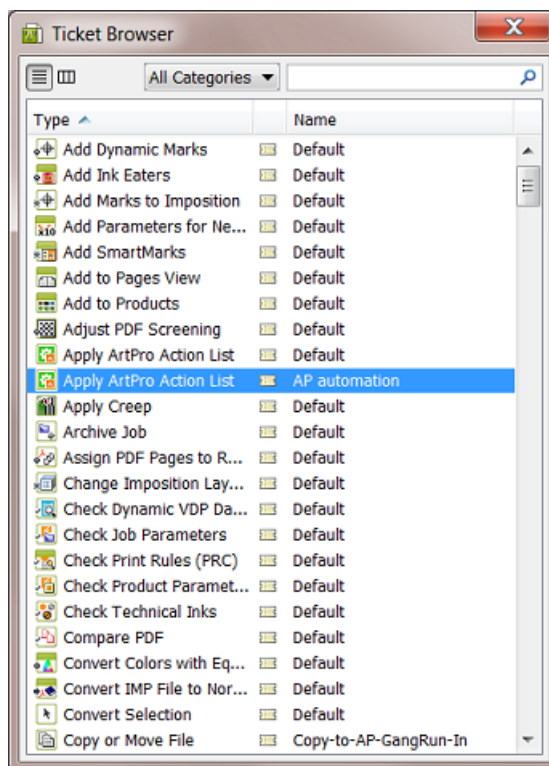 Ticket Browser
All Categories
Type Name
Add Dynamic Marks Default
Add Ink Eaters Default
Add Marks to Imposition Default
Add Parameters for Ne... Default
Add SmartMarks Default
Add to Pages View Default
Add to Products Default
Adjust PDF Screening Default
Apply ArtPro Action List Default
Apply ArtPro Action List AP automation
Apply Creep Default
Archive Job Default
Assign PDF Pages to R... Default
Change Imposition Lay... Default
Check Dynamic VDP Da... Default
Check Job Parameters Default
Check Print Rules (PRC) Default
Check Product Paramet... Default
Check Technical Inks Default
Compare PDF Default
Convert Colors with Eq... Default
Convert IMP File to Nor... Default
Convert Selection Default
Copy or Move File Copy-to-AP-GangRun-In